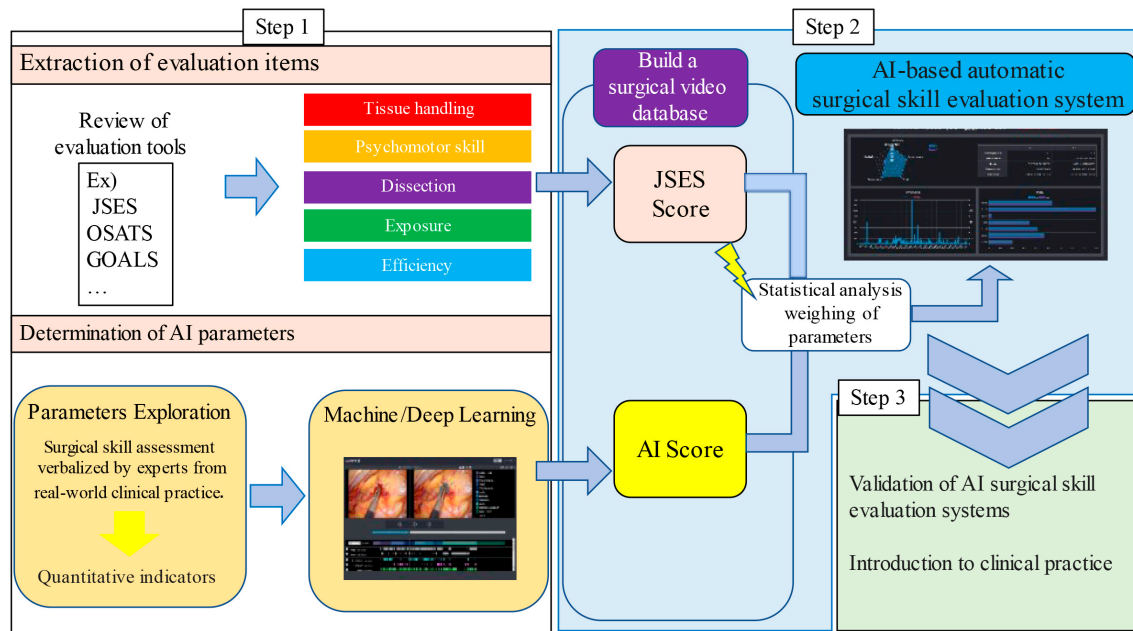 Step 1
Extraction of evaluation items
Review of
evaluation tools
Ex)
JSES
OSATS
GOALS
…
Tissue handling
Psychomotor skill
Dissection
Exposure
Efficiency
Determination of AI parameters
Parameters Exploration
Surgical skill assessment
verbalized by experts from
real-world clinical practice.
Quantitative indicators
Machine/Deep Learning
Step 2
Build a
surgical video
database
JSES
Score
AI Score
Statistical analysis
weighing of
parameters
AI-based automatic
surgical skill evaluation system
Step 3
Validation of AI surgical skill
evaluation systems
Introduction to clinical practice